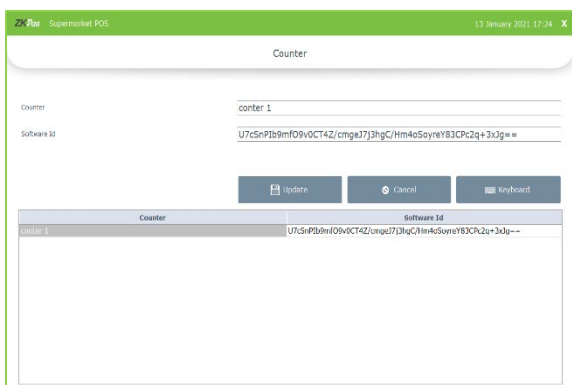 ZKPos Supermarket POS 13 January 2021 17:24 X
Counter
Counter conter 1
Software Id U7cSnPIb9mfO9v0CT4Z/cmgeJ7j3hgC/Hm4oSoyreY83CPc2q+3xJg==
Update Cancel Keyboard
Counter Software Id
conter 1 U7cSnPIb9mfO9v0CT4Z/cmgeJ7j3hgC/Hm4oSoyreY83CPc2q+3xJg==